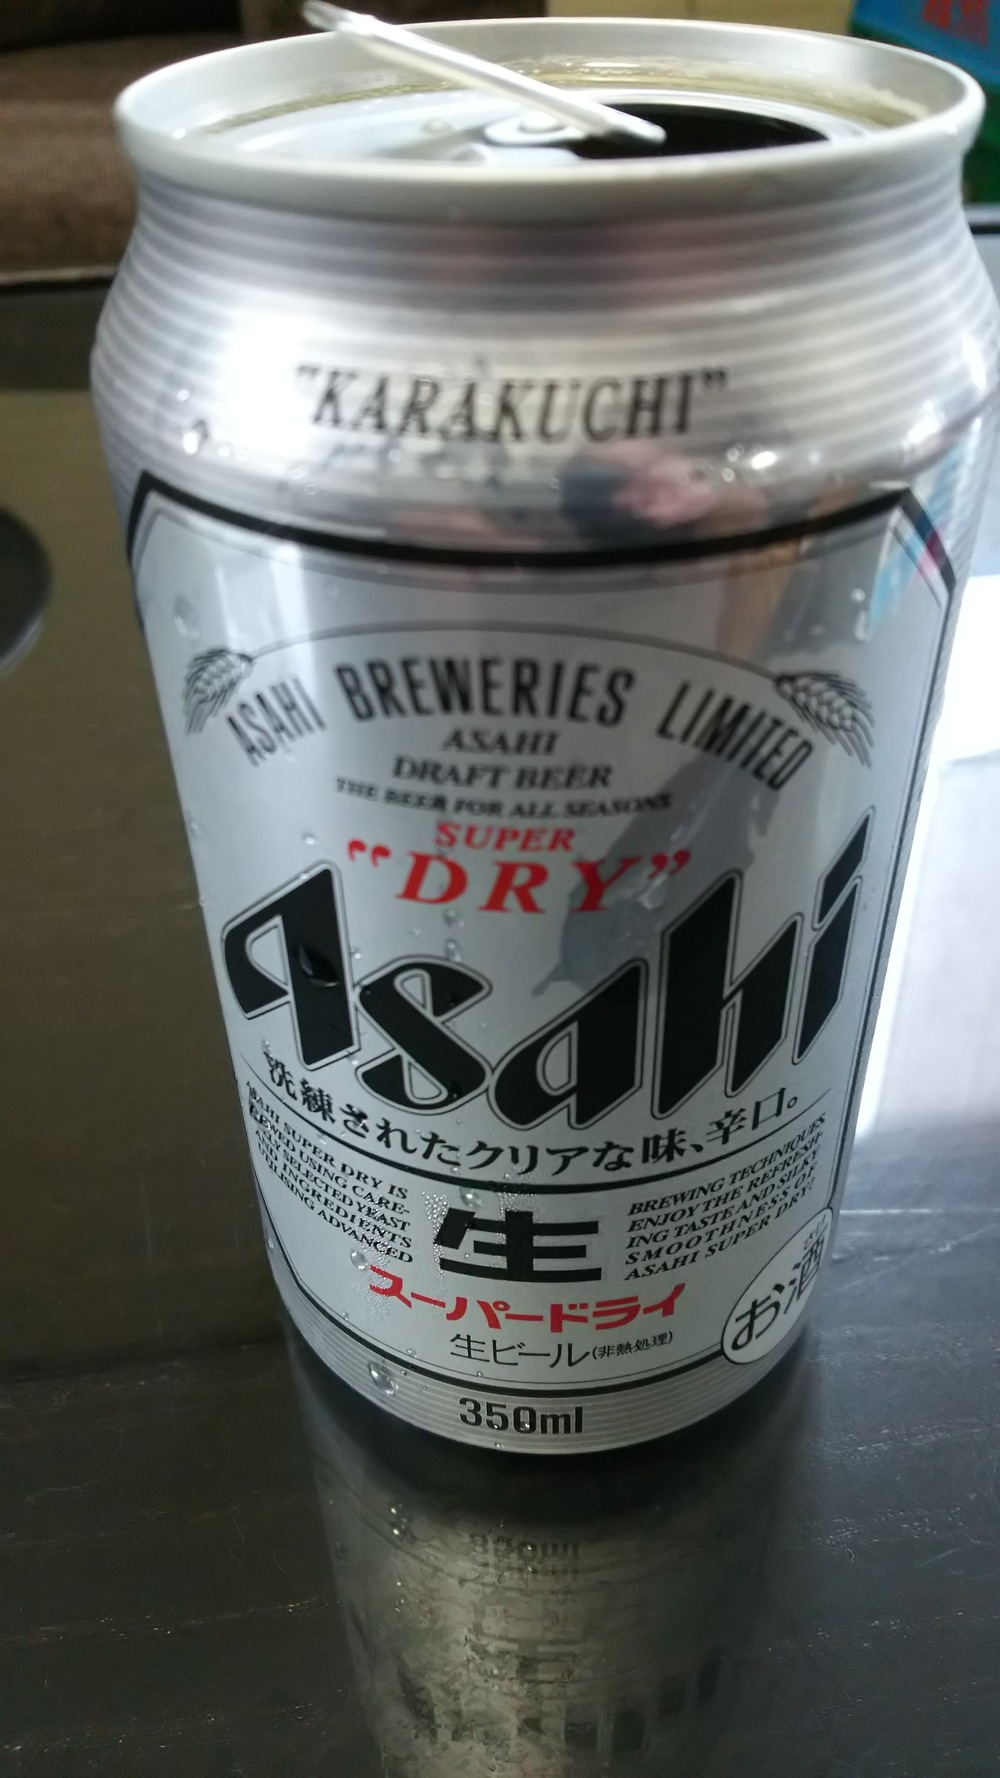 "KARAKUCHI"
ASAHI BREWERIES LIMITED
ASAHI
DRAFT BEER
THE BEER FOR ALL SEASONS
SUPER
"DRY"
Asahi
洗練されたクリアな味、辛口。
ASAHI SUPER DRY IS
BREWED USING CARE-
FULLY SELECTED YEAST
AND INGREDIENTS
UTILISING ADVANCED
BREWING TECHNIQUES
ENJOY THE REFRESH-
ING TASTE AND SILKY
SMOOTHNESS OF
ASAHI SUPER DRY!
生
スーパードライ
生ビール(非熱処理)
お酒
350ml